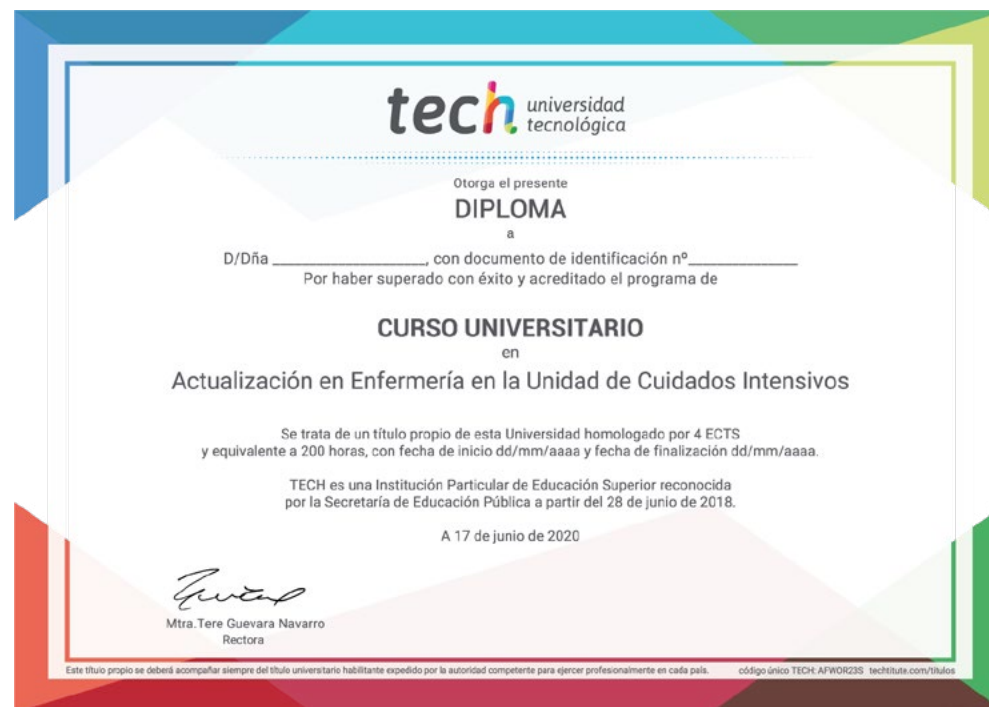 tech universidad
tecnológica
Otorga el presente
DIPLOMA
a
D/Dña ____________________, con documento de identificación nº______________
Por haber superado con éxito y acreditado el programa de
CURSO UNIVERSITARIO
en
Actualización en Enfermería en la Unidad de Cuidados Intensivos
Se trata de un título propio de esta Universidad homologado por 4 ECTS
y equivalente a 200 horas, con fecha de inicio dd/mm/aaaa y fecha de finalización dd/mm/aaaa.
TECH es una Institución Particular de Educación Superior reconocida
por la Secretaría de Educación Pública a partir del 28 de junio de 2018.
A 17 de junio de 2020
Mtra.Tere Guevara Navarro
Rectora
Este título propio se deberá acompañar siempre del título universitario habilitante expedido por la autoridad competente para ejercer profesionalmente en cada país. código único TECH: AFWOR23S techtitute.com/titulos